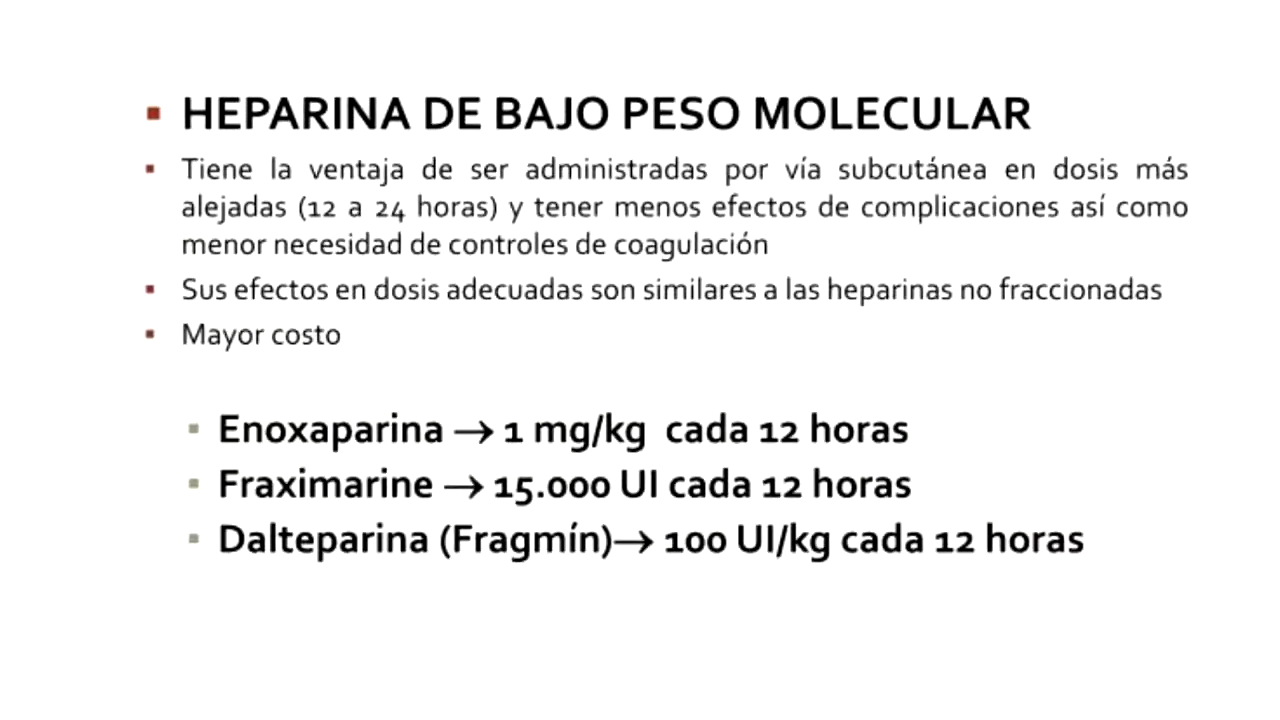 HEPARINA DE BAJO PESO MOLECULAR
Tiene la ventaja de ser administradas por vía subcutánea en dosis más
alejadas (12 a 24 horas) y tener menos efectos de complicaciones así como
menor necesidad de controles de coagulación
Sus efectos en dosis adecuadas son similares a las heparinas no fraccionadas
Mayor costo
Enoxaparina → 1 mg/kg cada 12 horas
Fraximarine → 15.000 UI cada 12 horas
Dalteparina (Fragmín)→ 100 UI/kg cada 12 horas